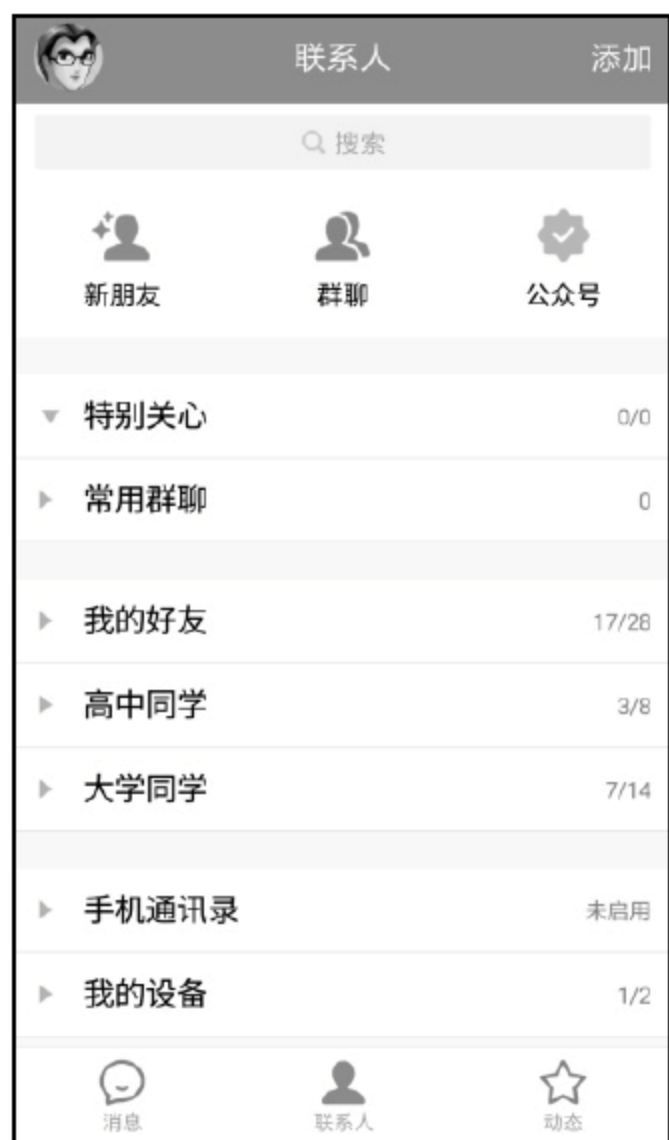 联系人 添加
搜索
新朋友 群聊 公众号
特别关心 0/0
常用群聊 0
我的好友 17/28
高中同学 3/8
大学同学 7/14
手机通讯录 未启用
我的设备 1/2
消息 联系人 动态